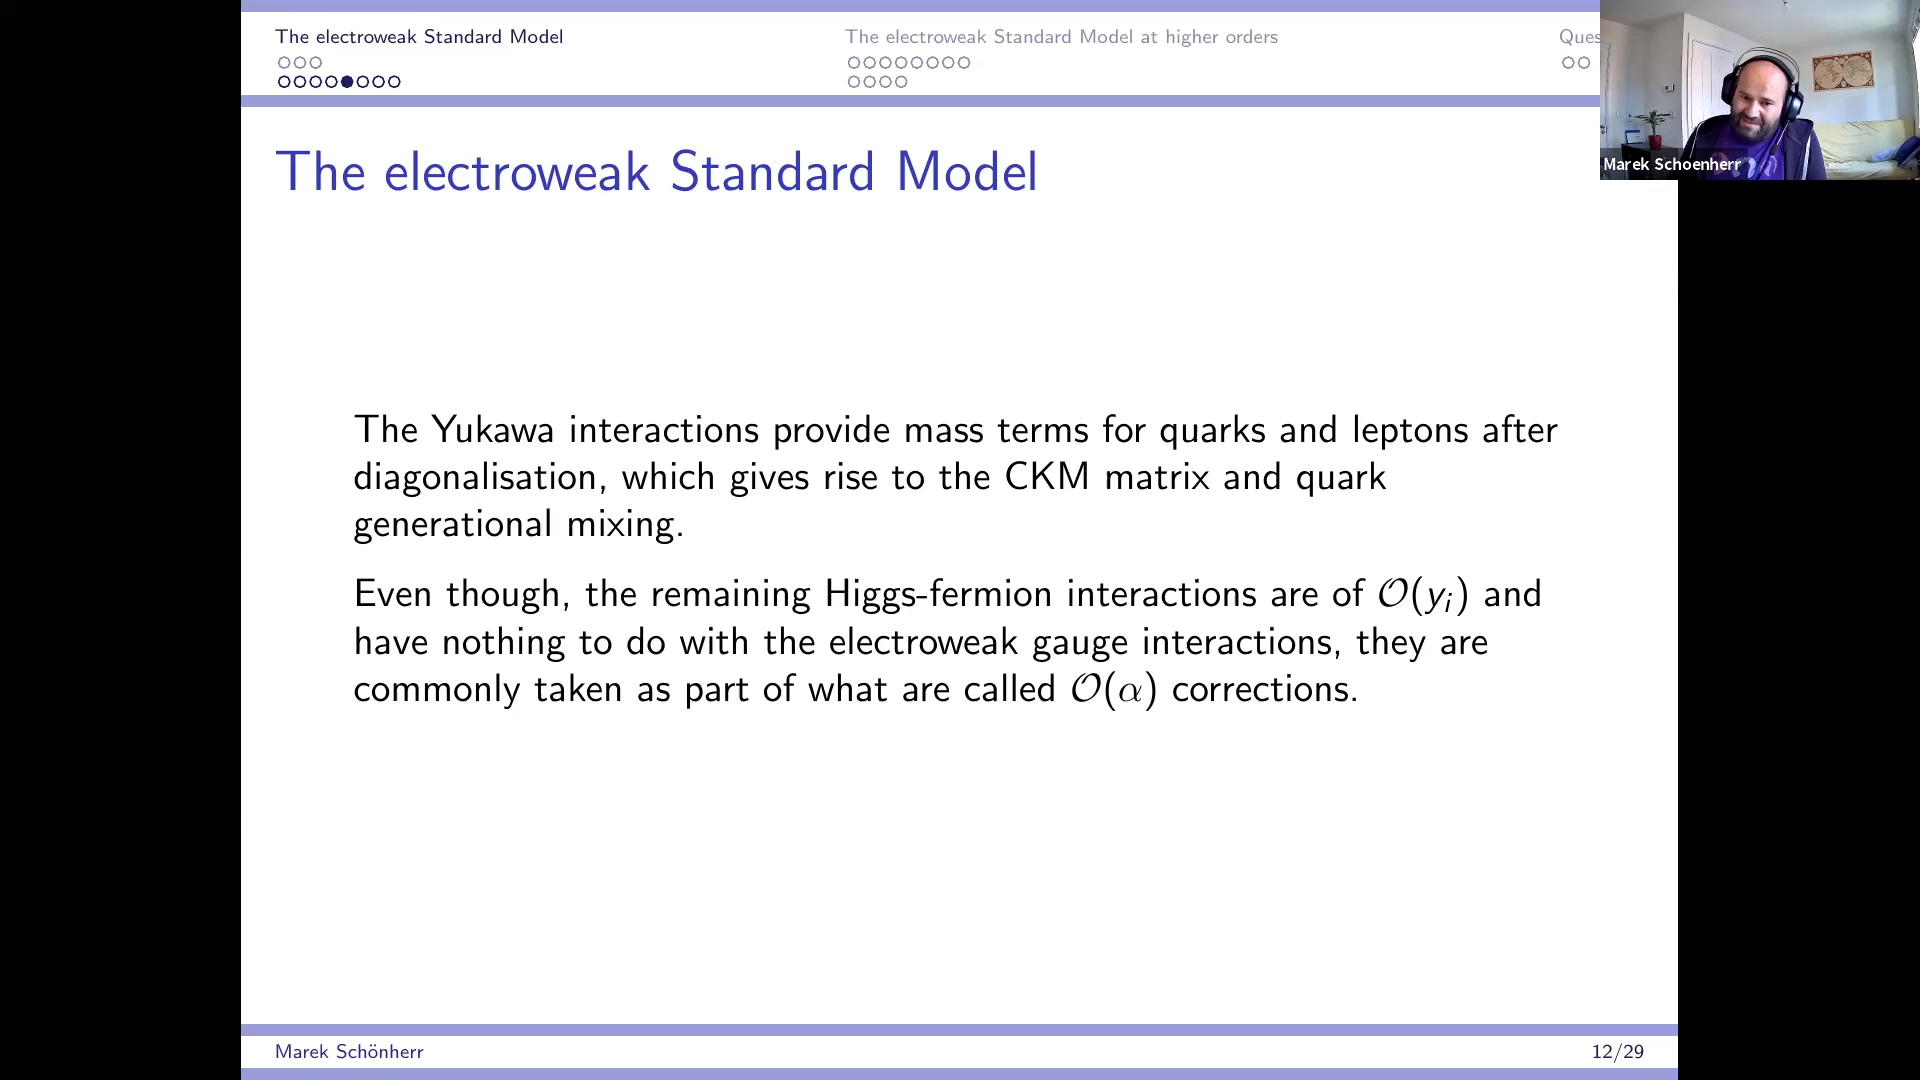 The electroweak Standard Model
The electroweak Standard Model at higher orders
Ques
The electroweak Standard Model
Marek Schoenherr
The Yukawa interactions provide mass terms for quarks and leptons after
diagonalisation, which gives rise to the CKM matrix and quark
generational mixing.
Even though, the remaining Higgs-fermion interactions are of 𝒪(yᵢ) and
have nothing to do with the electroweak gauge interactions, they are
commonly taken as part of what are called 𝒪(α) corrections.
Marek Schönherr
12/29